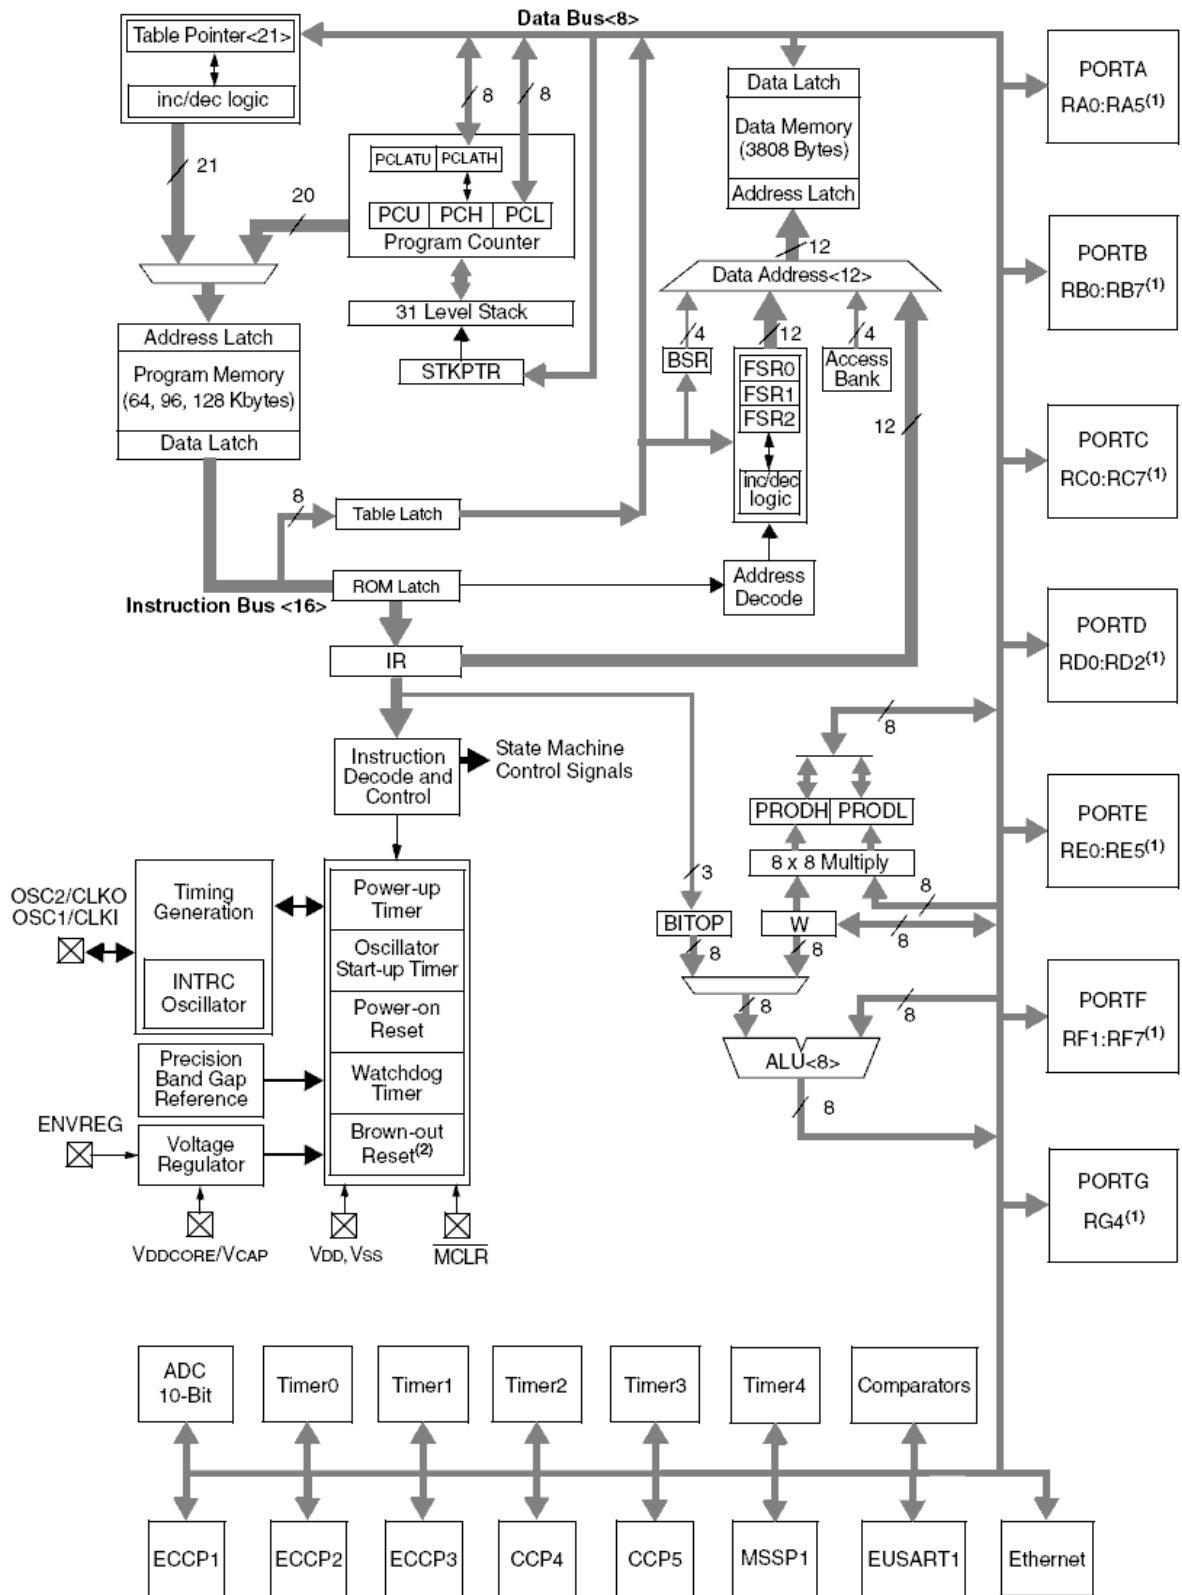 Data Bus<8>
Table Pointer<21>
inc/dec logic
21
8
8
PCLATU PCLATH
20
PCU PCH PCL
Program Counter
31 Level Stack
STKPTR
Data Latch
Data Memory
(3808 Bytes)
Address Latch
12
Data Address<12>
4
12
4
BSR
FSR0
FSR1
FSR2
inc/dec
logic
Access
Bank
12
Address Latch
Program Memory
(64, 96, 128 Kbytes)
Data Latch
8
Table Latch
ROM Latch
Instruction Bus <16>
Address
Decode
IR
Instruction
Decode and
Control
State Machine
Control Signals
8
PRODH PRODL
8 x 8 Multiply
3
8
BITOP
W
8
8
8
8
8
ALU<8>
8
OSC2/CLKO
OSC1/CLKI
Timing
Generation
INTRC
Oscillator
Power-up
Timer
Oscillator
Start-up Timer
Power-on
Reset
Watchdog
Timer
Brown-out
Reset(2)
Precision
Band Gap
Reference
ENVREG
Voltage
Regulator
VDDCORE/VCAP
VDD, VSS
MCLR
PORTA
RA0:RA5(1)
PORTB
RB0:RB7(1)
PORTC
RC0:RC7(1)
PORTD
RD0:RD2(1)
PORTE
RE0:RE5(1)
PORTF
RF1:RF7(1)
PORTG
RG4(1)
ADC
10-Bit
Timer0
Timer1
Timer2
Timer3
Timer4
Comparators
ECCP1
ECCP2
ECCP3
CCP4
CCP5
MSSP1
EUSART1
Ethernet